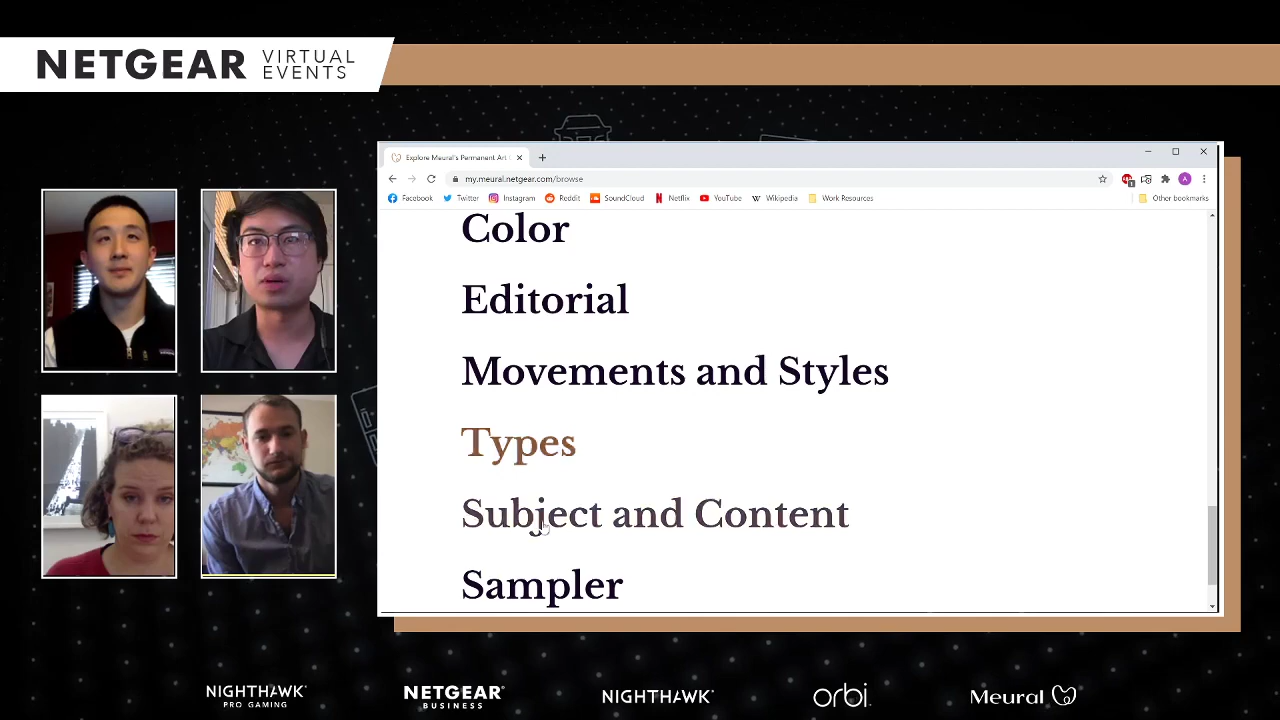 NETGEAR VIRTUAL EVENTS
Explore Meural's Permanent Art
my.meural.netgear.com/browse
Facebook Twitter Instagram Reddit SoundCloud Netflix YouTube Wikipedia Work Resources Other bookmarks
Color
Editorial
Movements and Styles
Types
Subject and Content
Sampler
NIGHTHAWK PRO GAMING
NETGEAR BUSINESS
NIGHTHAWK
orbi
Meural